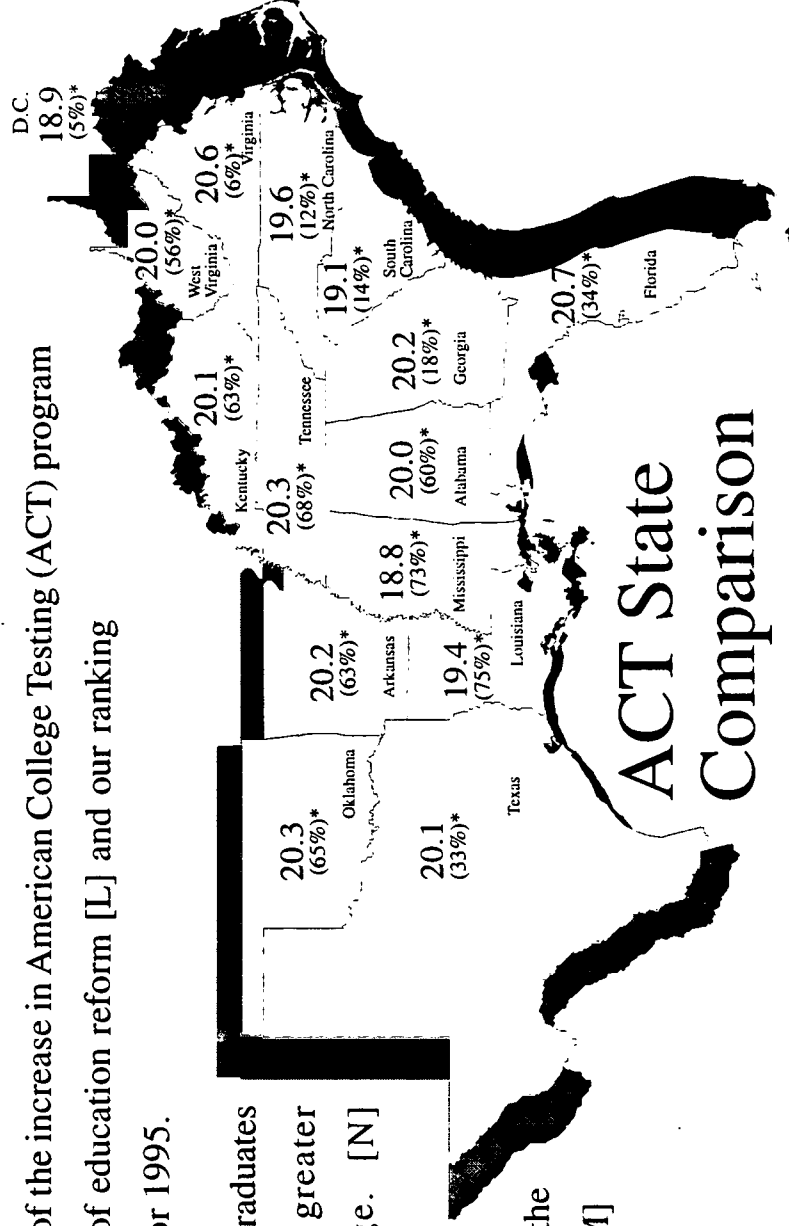 of the increase in American College Testing (ACT) program
of education reform [L] and our ranking
or 1995.
raduates
greater
ge. [N]
the
M]
D.C.
18.9
(5%)*
20.0
(56%)*
West
Virginia
20.6
(6%)*
Virginia
20.1
(63%)*
Kentucky
19.6
(12%)*
North Carolina
20.3
(68%)*
Tennessee
19.1
(14%)*
South
Carolina
20.3
(65%)*
Oklahoma
20.2
(63%)*
Arkansas
18.8
(73%)*
Mississippi
20.0
(60%)*
Alabama
20.2
(18%)*
Georgia
20.1
(33%)*
Texas
19.4
(75%)*
Louisiana
20.7
(34%)*
Florida
ACT State
Comparison